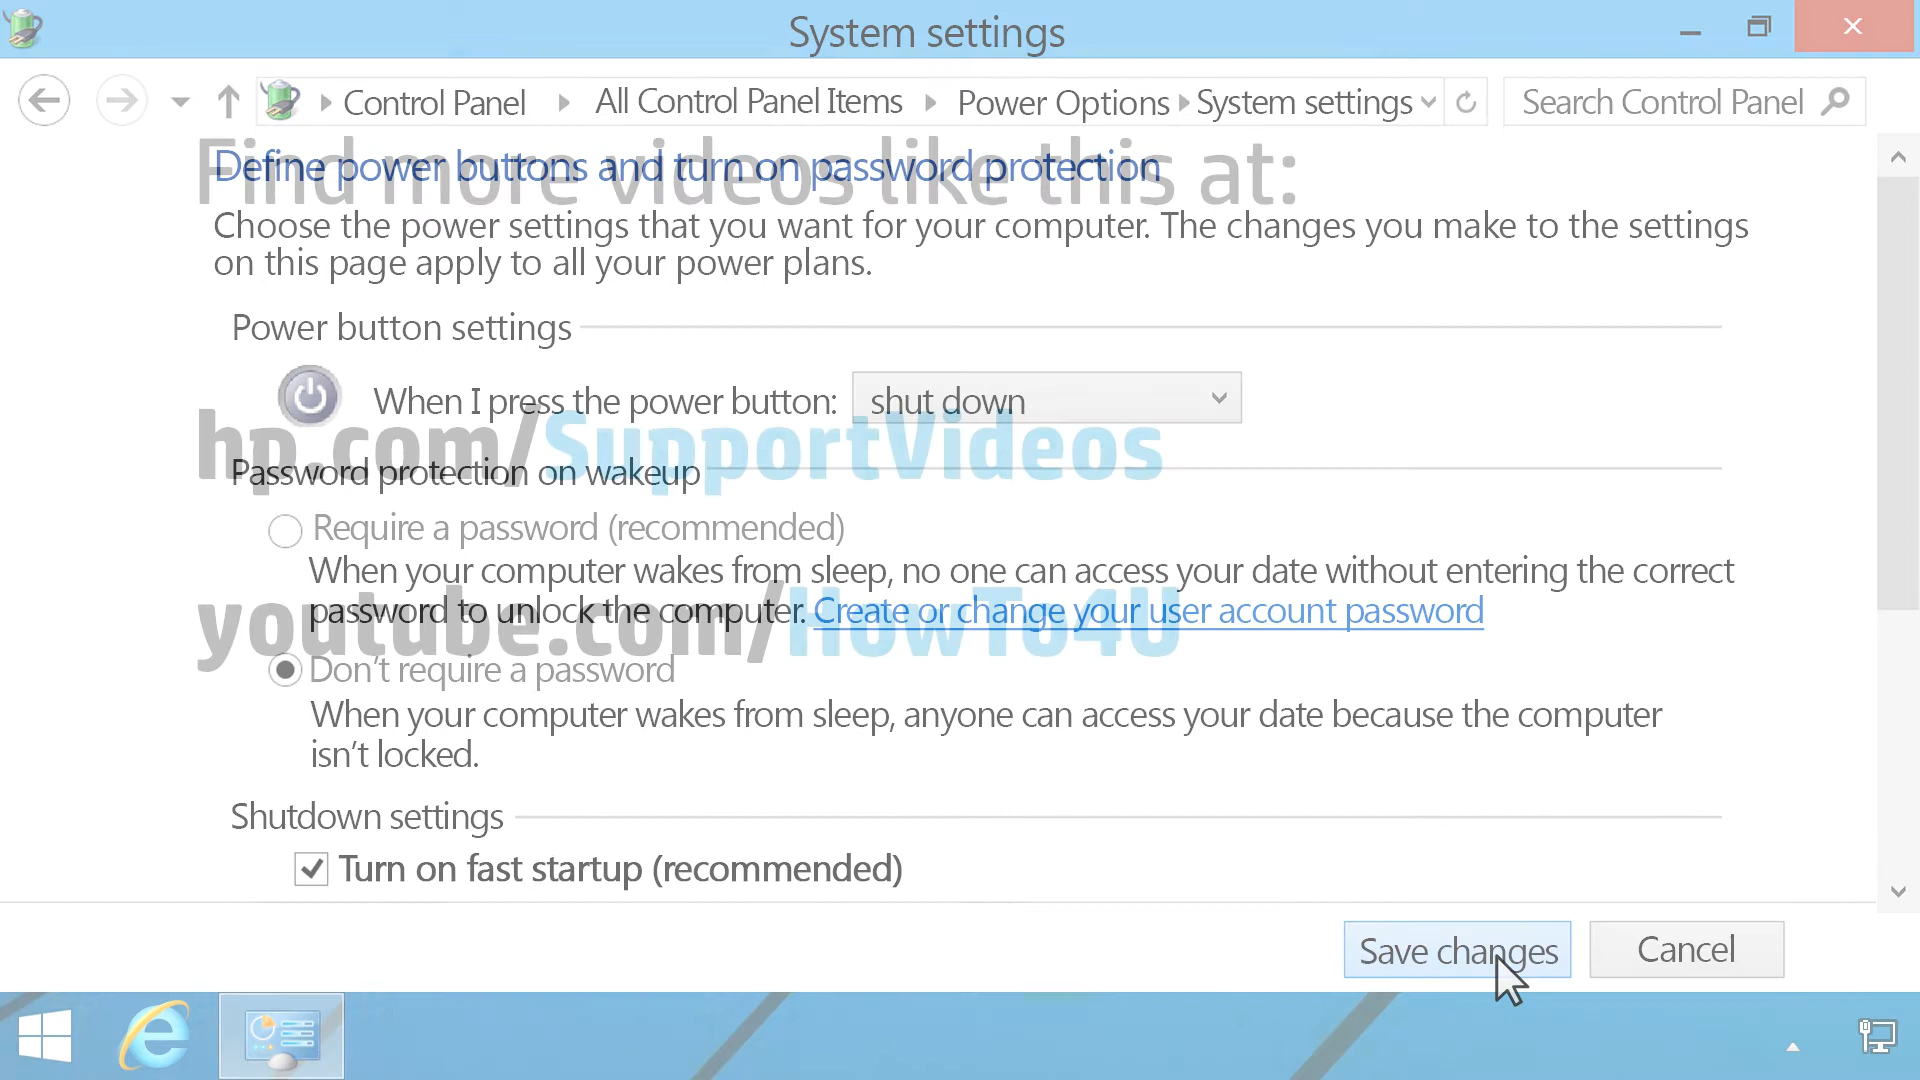 System settings
Control Panel
All Control Panel Items
Power Options
System settings
Search Control Panel
Find more videos like this at:
Define power buttons and turn on password protection
Choose the power settings that you want for your computer. The changes you make to the settings
on this page apply to all your power plans.
Power button settings
When I press the power button:
shut down
hp.com/SupportVideos
Password protection on wakeup
Require a password (recommended)
When your computer wakes from sleep, no one can access your date without entering the correct
password to unlock the computer. Create or change your user account password
youtube.com/HowTo4U
Don't require a password
When your computer wakes from sleep, anyone can access your date because the computer
isn't locked.
Shutdown settings
Turn on fast startup (recommended)
Save changes
Cancel